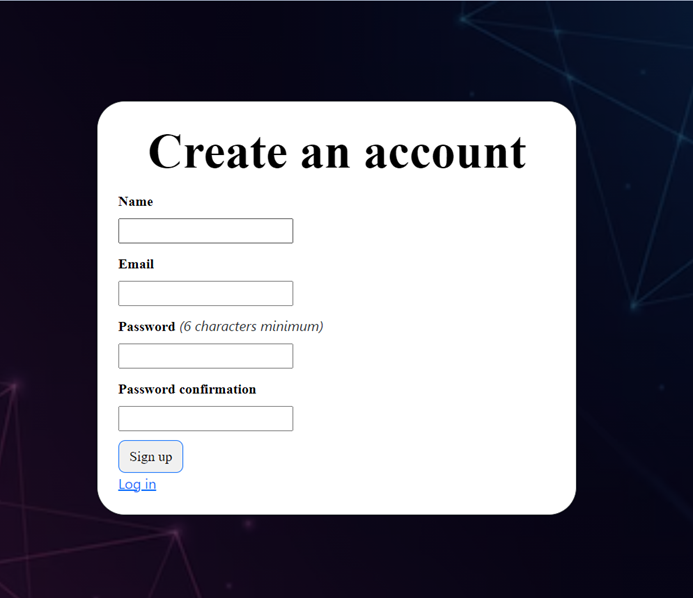 Create an account
Name
Email
Password (6 characters minimum)
Password confirmation
Sign up
Log in